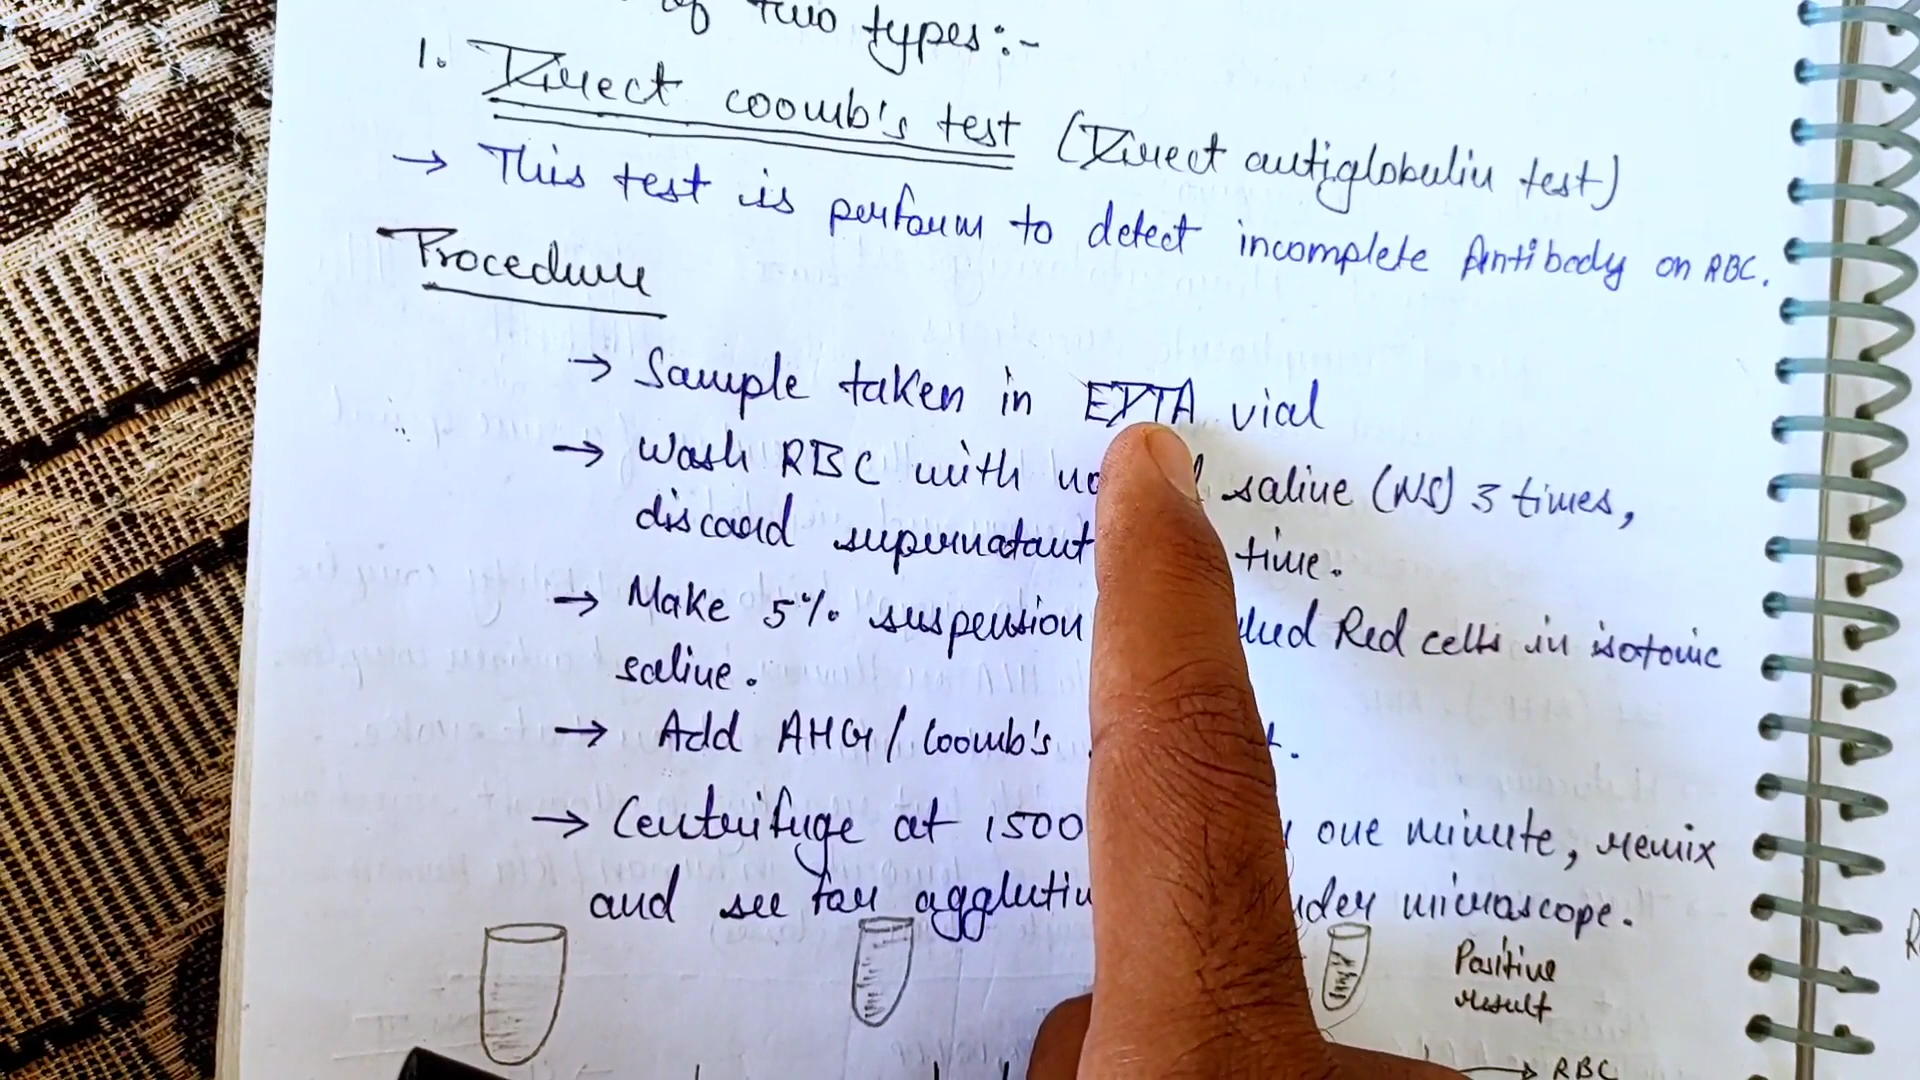 of two types:-
1. Direct coomb's test (Direct antiglobulin test)
→ This test is perform to detect incomplete Antibody on RBC.
Procedure
→ Sample taken in EDTA vial
→ Wash RBC with saline (NS) 3 times,
discard supernatant time.
→ Make 5% suspension Red cells in isotonic
saline.
→ Add AHG/Coomb's
→ Centrifuge at 1500 one minute, remix
and see for microscope.
Positive
result
→ RBC